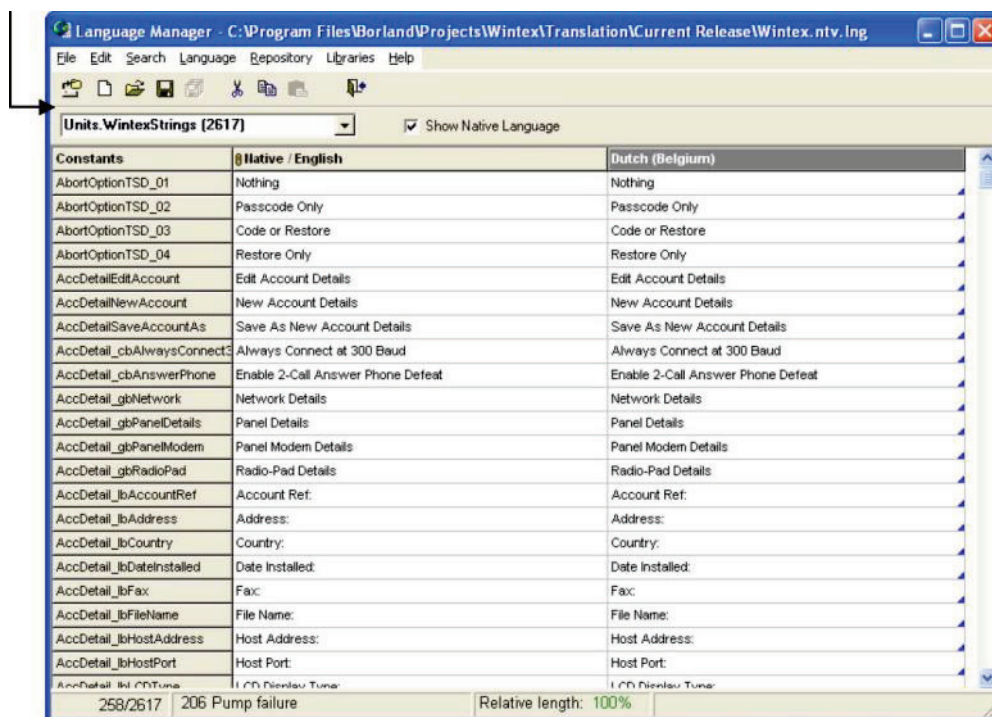 Language Manager - C:\Program Files\Borland\Projects\Wintex\Translation\Current Release\Wintex.ntv.lng
File Edit Search Language Repository Libraries Help
Units.WintexStrings (2617) Show Native Language
Constants Native / English Dutch (Belgium)
AbortOptionTSD_01 Nothing Nothing
AbortOptionTSD_02 Passcode Only Passcode Only
AbortOptionTSD_03 Code or Restore Code or Restore
AbortOptionTSD_04 Restore Only Restore Only
AccDetailEditAccount Edit Account Details Edit Account Details
AccDetailNewAccount New Account Details New Account Details
AccDetailSaveAccountAs Save As New Account Details Save As New Account Details
AccDetail_cbAlwaysConnect3 Always Connect at 300 Baud Always Connect at 300 Baud
AccDetail_cbAnswerPhone Enable 2-Call Answer Phone Defeat Enable 2-Call Answer Phone Defeat
AccDetail_gbNetwork Network Details Network Details
AccDetail_gbPanelDetails Panel Details Panel Details
AccDetail_gbPanelModem Panel Modem Details Panel Modem Details
AccDetail_gbRadioPad Radio-Pad Details Radio-Pad Details
AccDetail_lbAccountRef Account Ref: Account Ref:
AccDetail_lbAddress Address: Address:
AccDetail_lbCountry Country: Country:
AccDetail_lbDateInstalled Date Installed: Date Installed:
AccDetail_lbFax Fax: Fax:
AccDetail_lbFileName File Name: File Name:
AccDetail_lbHostAddress Host Address: Host Address:
AccDetail_lbHostPort Host Port: Host Port:
AccDetail_lbLCDType LCD Display Type: LCD Display Type:
258/2617 206 Pump failure Relative length: 100%